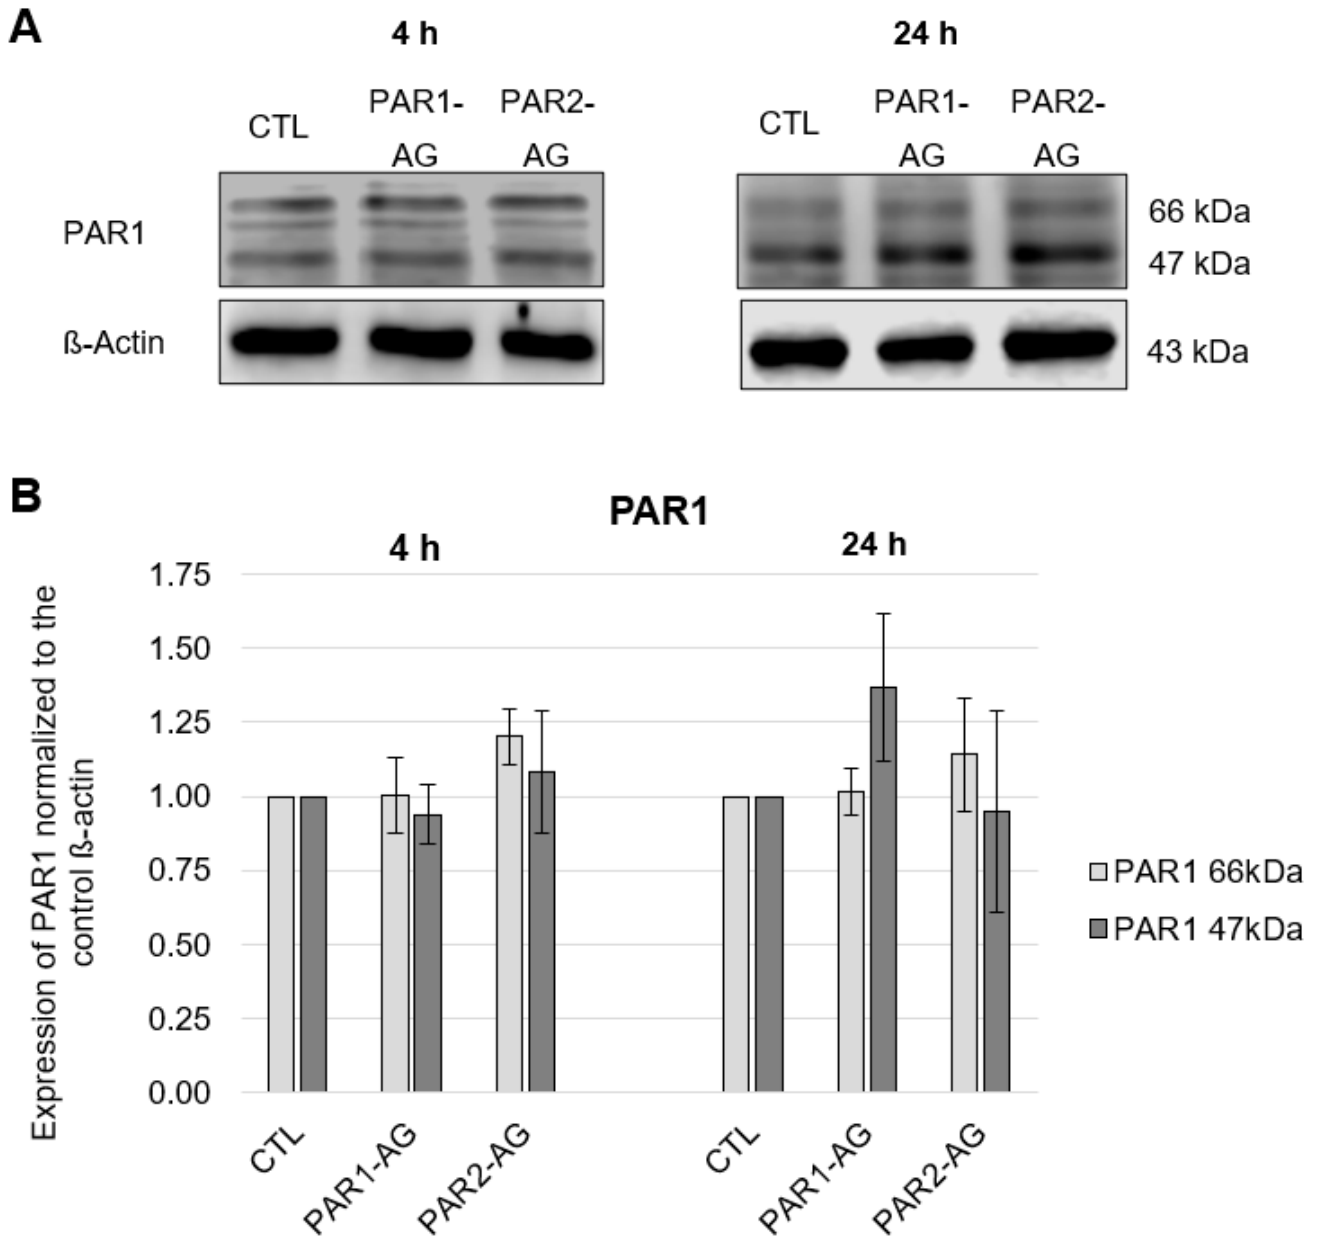 A
4 h
24 h
CTL
PAR1-
AG
PAR2-
AG
CTL
PAR1-
AG
PAR2-
AG
PAR1
66 kDa
47 kDa
ß-Actin
43 kDa
B
PAR1
4 h
24 h
Expression of PAR1 normalized to the
control ß-actin
1.75
1.50
1.25
1.00
0.75
0.50
0.25
0.00
CTL
PAR1-AG
PAR2-AG
CTL
PAR1-AG
PAR2-AG
PAR1 66kDa
PAR1 47kDa